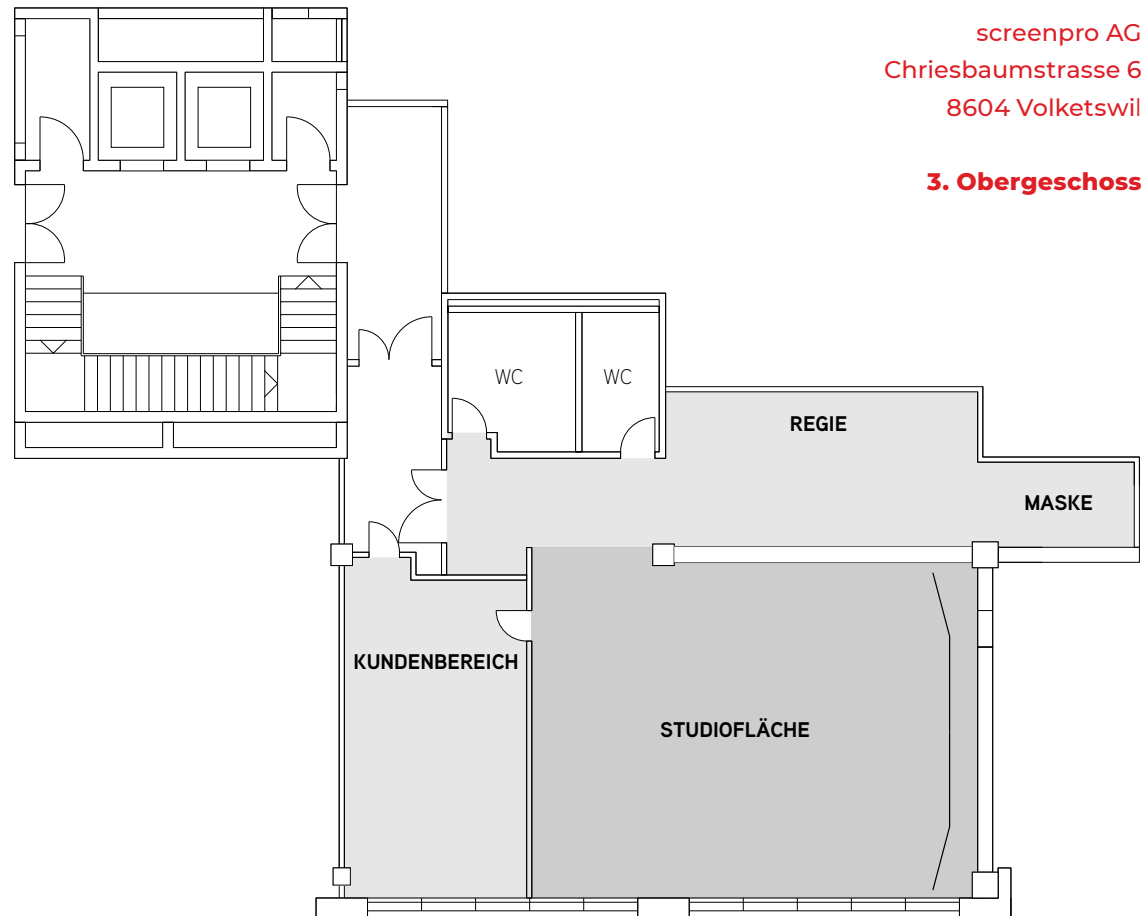 screenpro AG
Chriesbaumstrasse 6
8604 Volketswil
3. Obergeschoss
WC
WC
REGIE
MASKE
KUNDENBEREICH
STUDIOFLÄCHE